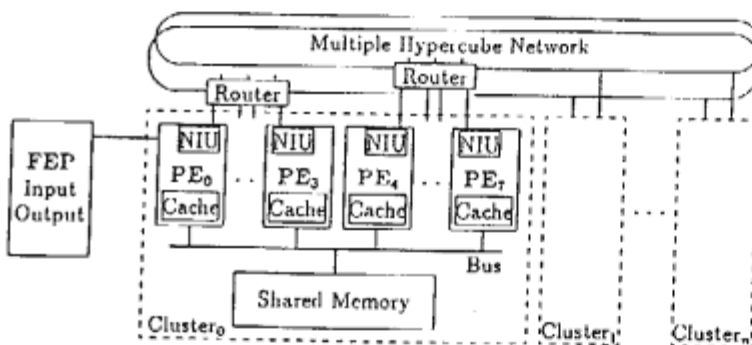 Multiple Hypercube Network
Router
Router
FEP
Input
Output
NIU
PE₀
Cache
. .
NIU
PE₃
Cache
NIU
PE₄
Cache
. .
NIU
PE₇
Cache
Bus
Shared Memory
Cluster₀
Cluster₁
. . .
Clusterₙ